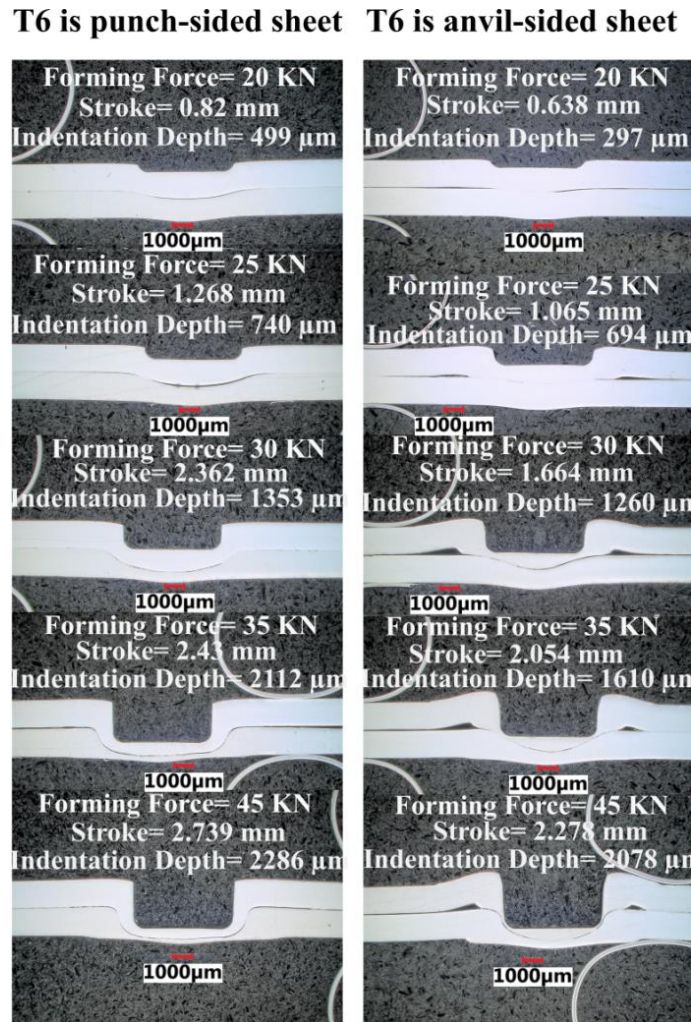 T6 is punch-sided sheet
T6 is anvil-sided sheet
Forming Force= 20 KN
Stroke= 0.82 mm
Indentation Depth= 499 µm
1000µm
Forming Force= 25 KN
Stroke= 1.268 mm
Indentation Depth= 740 µm
1000µm
Forming Force= 30 KN
Stroke= 2.362 mm
Indentation Depth= 1353 µm
1000µm
Forming Force= 35 KN
Stroke= 2.43 mm
Indentation Depth= 2112 µm
1000µm
Forming Force= 45 KN
Stroke= 2.739 mm
Indentation Depth= 2286 µm
1000µm
Forming Force= 20 KN
Stroke= 0.638 mm
Indentation Depth= 297 µm
1000µm
Forming Force= 25 KN
Stroke= 1.065 mm
Indentation Depth= 694 µm
1000µm
Forming Force= 30 KN
Stroke= 1.664 mm
Indentation Depth= 1260 µm
1000µm
Forming Force= 35 KN
Stroke= 2.054 mm
Indentation Depth= 1610 µm
1000µm
Forming Force= 45 KN
Stroke= 2.278 mm
Indentation Depth= 2078 µm
1000µm